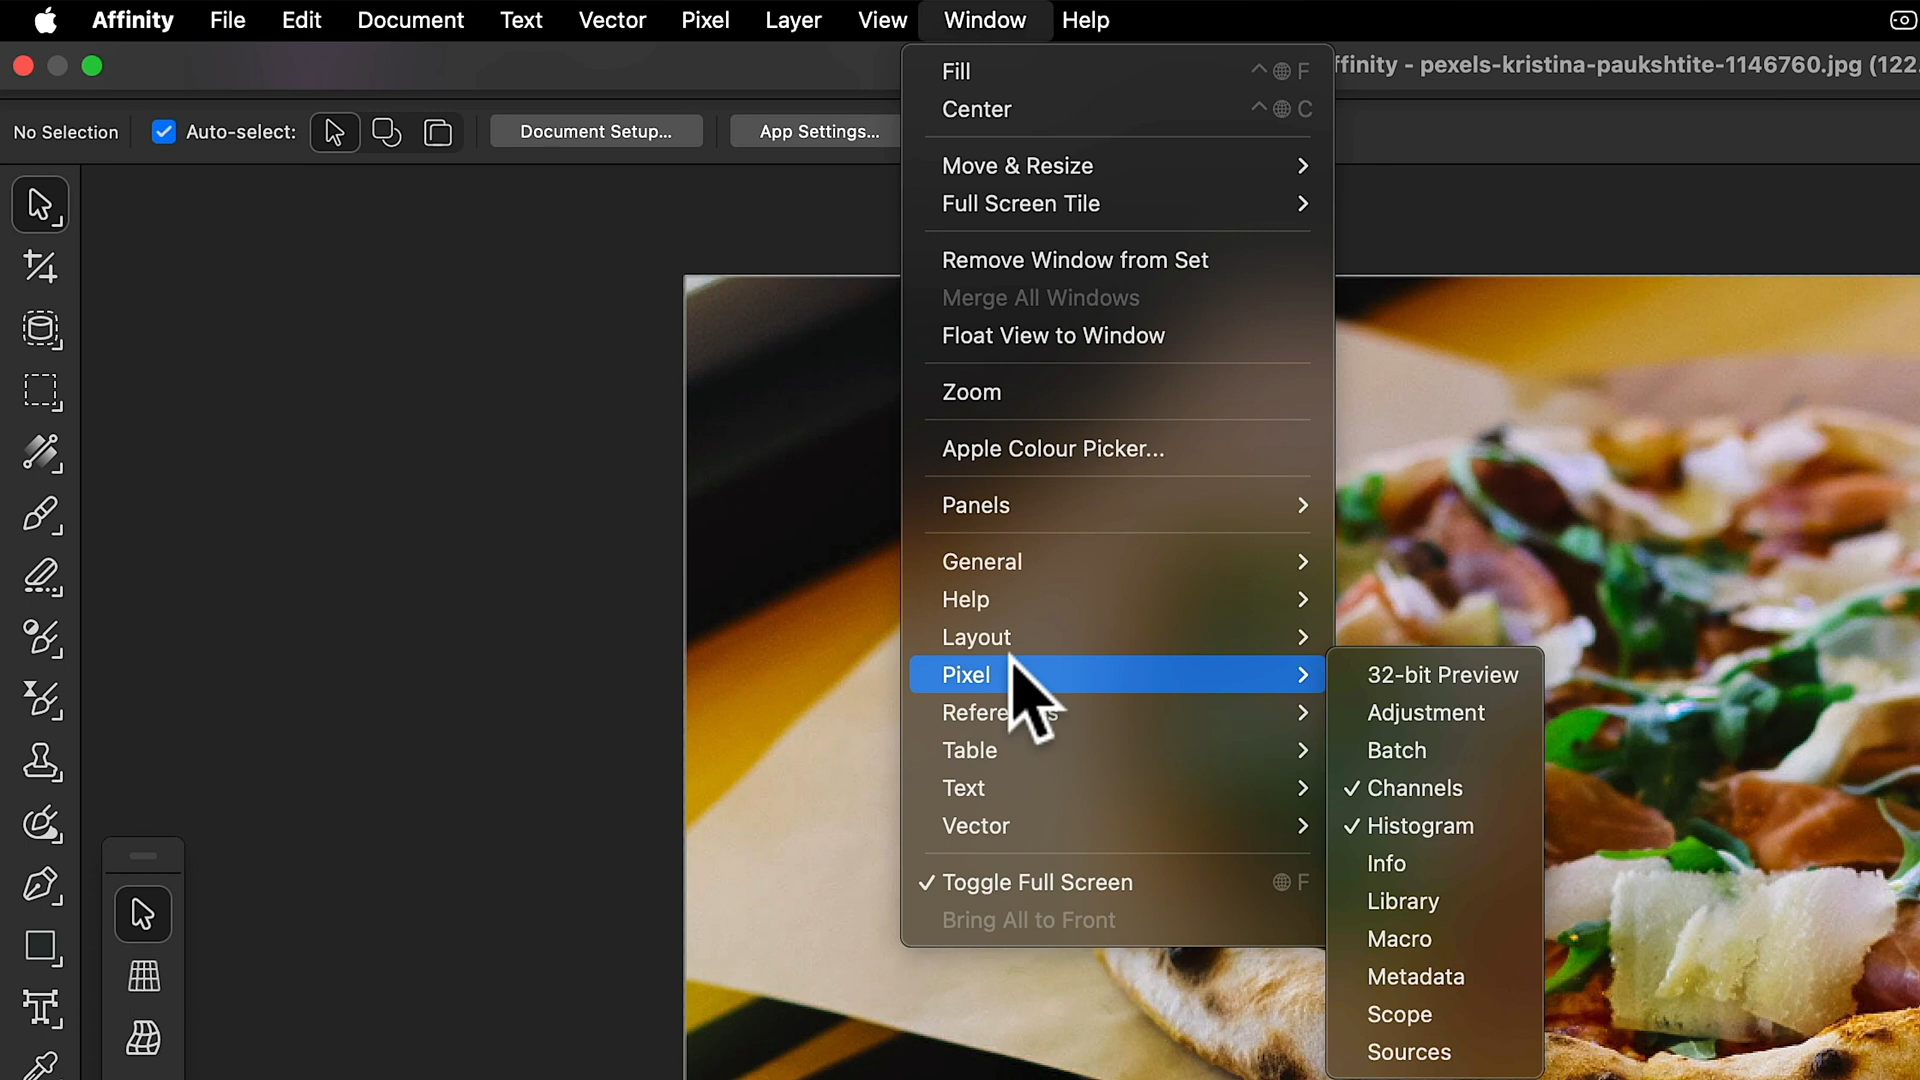 Affinity File Edit Document Text Vector Pixel Layer View Window Help
ffinity - pexels-kristina-paukshtite-1146760.jpg (122.
No Selection Auto-select: Document Setup... App Settings...
Fill ^ F
Center ^ C
Move & Resize
Full Screen Tile
Remove Window from Set
Merge All Windows
Float View to Window
Zoom
Apple Colour Picker...
Panels
General
Help
Layout
Pixel
Table
Text
Vector
Toggle Full Screen F
Bring All to Front
32-bit Preview
Adjustment
Batch
Channels
Histogram
Info
Library
Macro
Metadata
Scope
Sources